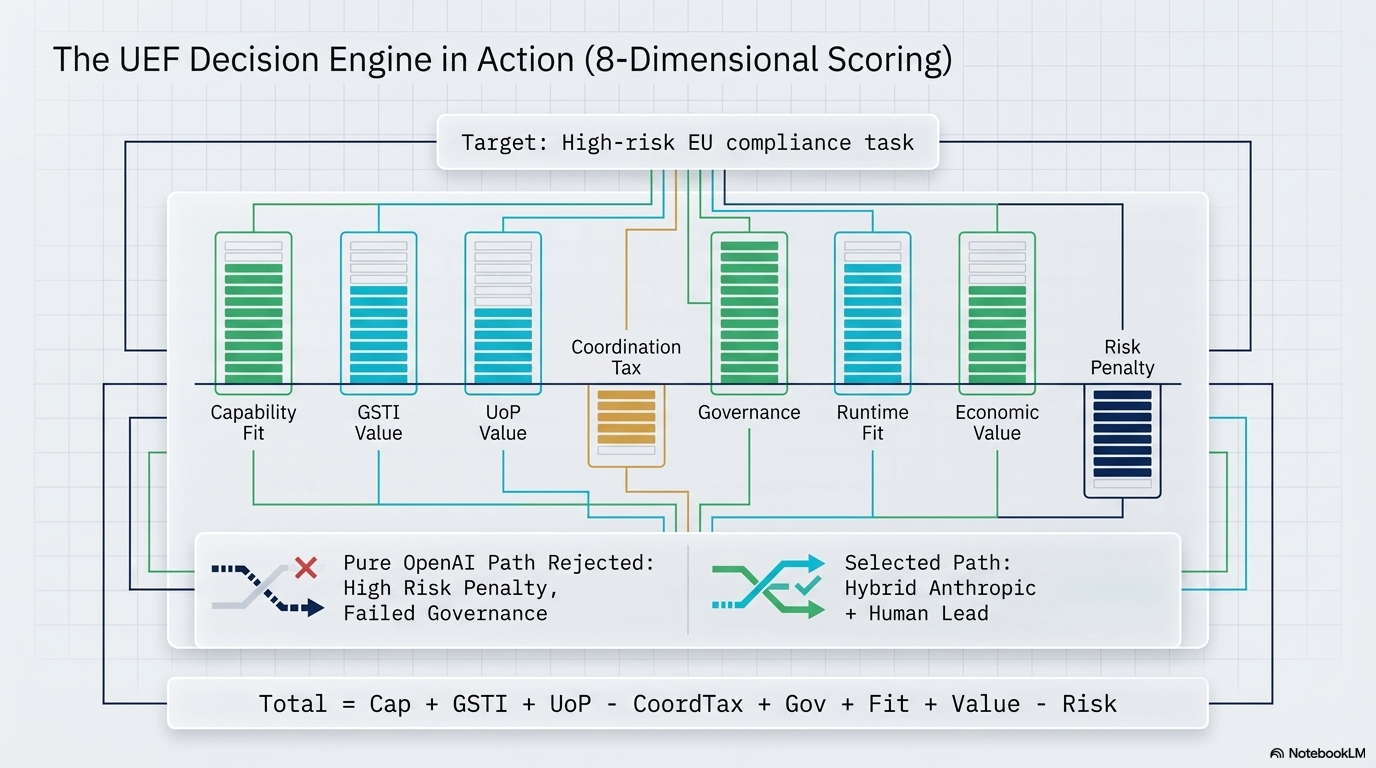 The UEF Decision Engine in Action (8-Dimensional Scoring)
Target: High-risk EU compliance task
Coordination
Tax
Risk
Penalty
Capability
Fit
GSTI
Value
UoP
Value
Governance
Runtime
Fit
Economic
Value
Pure OpenAI Path Rejected:
High Risk Penalty,
Failed Governance
Selected Path:
Hybrid Anthropic
+ Human Lead
Total = Cap + GSTI + UoP - CoordTax + Gov + Fit + Value - Risk
NotebookLM